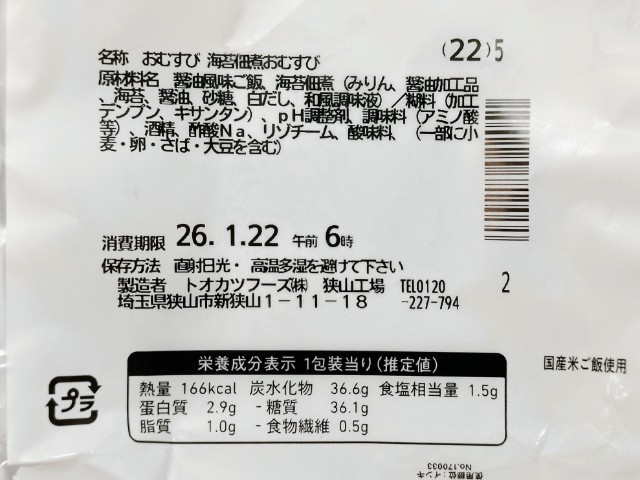 名称 おむすび 海苔佃煮おむすび
(22)5
原材料名 醤油風味ご飯、海苔佃煮(みりん、醤油加工品
、海苔、醤油、砂糖、白だし、和風調味液)/糊料(加工
デンプン、キサンタン)、pH調整剤、調味料(アミノ酸
等)、酒精、酢酸Na、リゾチーム、酸味料、(一部に小
麦・卵・さば・大豆を含む)
消費期限 26. 1.22 午前 6時
保存方法 直射日光・高温多湿を避けて下さい
製造者 トオカツフーズ㈱ 狭山工場 TEL0120
埼玉県狭山市新狭山1-11-18 -227-794
2
栄養成分表示 1包装当り(推定値)
熱量 166kcal 炭水化物 36.6g 食塩相当量 1.5g
蛋白質 2.9g -糖質 36.1g
脂質 1.0g -食物繊維 0.5g
国産米ご飯使用
プラ
使用部位:インキ
No.170033